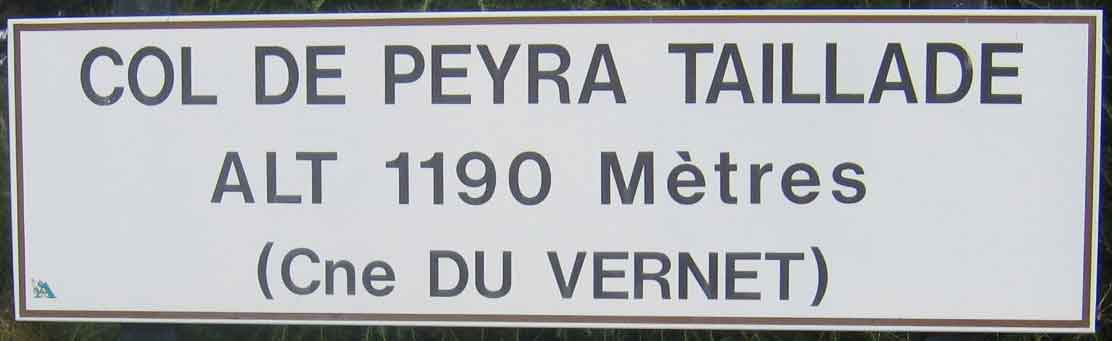 COL DE PEYRA TAILLADE
ALT 1190 Mètres
(Cne DU VERNET)